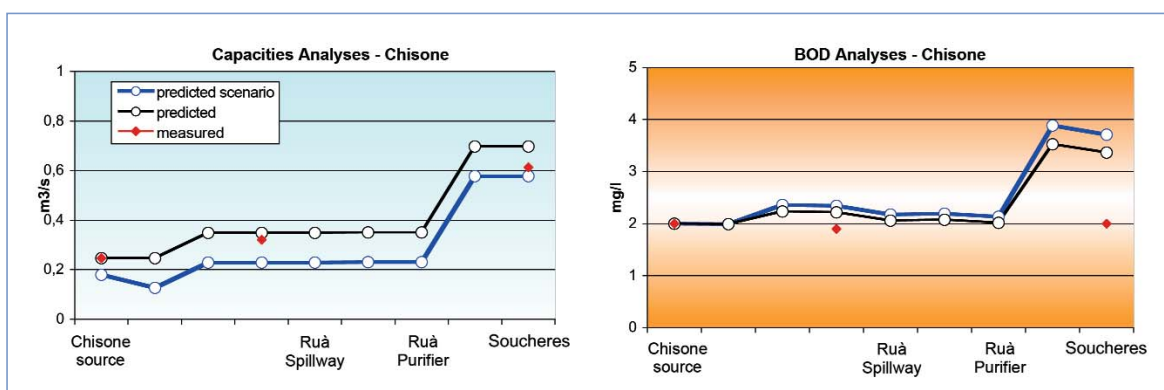 Capacities Analyses - Chisone
1
0,8
0,6
0,4
0,2
0
m3/s
predicted scenario
predicted
measured
Chisone source
Ruà Spillway
Ruà Purifier
Soucheres
BOD Analyses - Chisone
5
4
3
2
1
0
mg/l
Chisone source
Ruà Spillway
Ruà Purifier
Soucheres